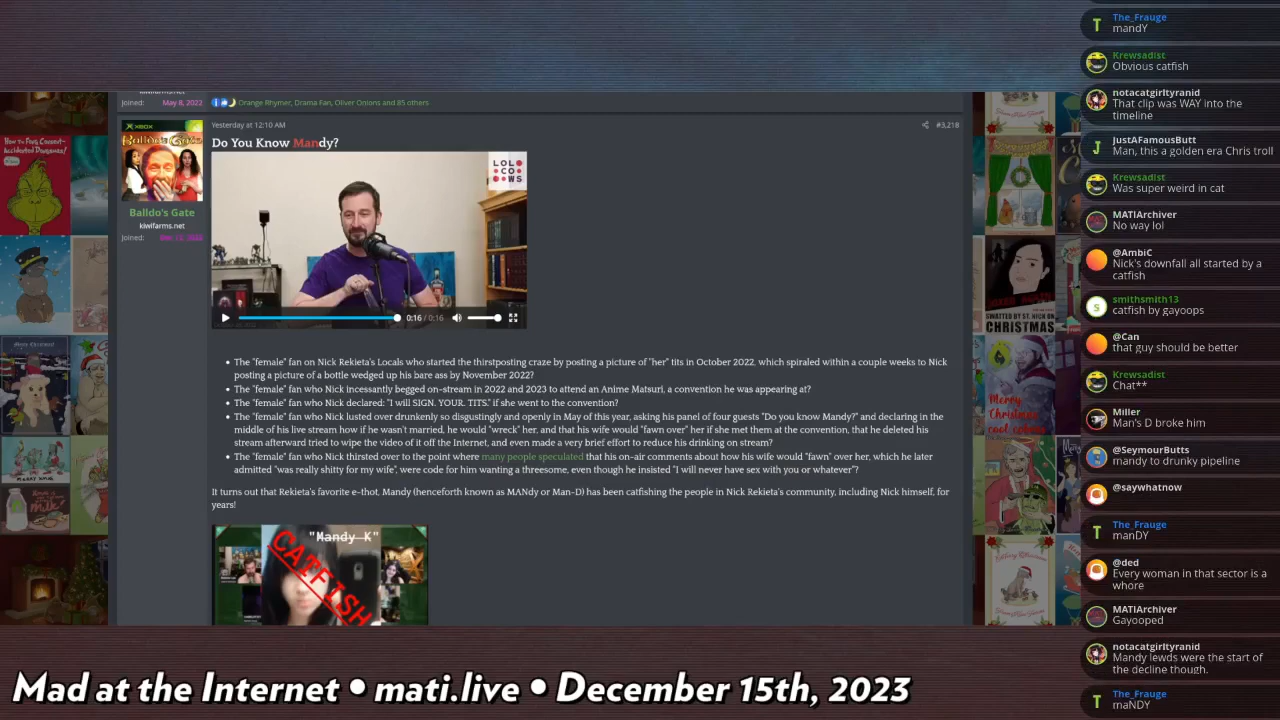 kiwifarms.net
Joined: May 8, 2022
Orange Rhymer, Drama Fan, Oliver Onions and 85 others
XBOX
Balldo's Gate
Balldo's Gate
kiwifarms.net
Joined:
Yesterday at 12:10 AM
#3,218
Do You Know Mandy?
LOL
CO
WS
0:16 / 0:16
• The "female" fan on Nick Rekieta's Locals who started the thirstposting craze by posting a picture of "her" tits in October 2022, which spiraled within a couple weeks to Nick
posting a picture of a bottle wedged up his bare ass by November 2022?
• The "female" fan who Nick incessantly begged on-stream in 2022 and 2023 to attend an Anime Matsuri, a convention he was appearing at?
• The "female" fan who Nick declared: "I will SIGN. YOUR. TITS." if she went to the convention?
• The "female" fan who Nick lusted over drunkenly so disgustingly and openly in May of this year, asking his panel of four guests "Do you know Mandy?" and declaring in the
middle of his live stream how if he wasn't married, he would "wreck" her, and that his wife would "fawn over" her if she met them at the convention, that he deleted his
stream afterward tried to wipe the video of it off the Internet, and even made a very brief effort to reduce his drinking on stream?
• The "female" fan who Nick thirsted over to the point where many people speculated that his on-air comments about how his wife would "fawn" over her, which he later
admitted "was really shitty for my wife", were code for him wanting a threesome, even though he insisted "I will never have sex with you or whatever"?
It turns out that Rekieta's favorite e-thot, Mandy (henceforth known as MANdy or Man-D) has been catfishing the people in Nick Rekieta's community, including Nick himself, for
years!
"Mandy K"
CATFISH
SWATTED BY ST. NICK ON
CHRISTMAS
Merry
Christmas
T
The_Frauge
mandY
Krewsadist
Obvious catfish
notacatgirltyranid
That clip was WAY into the
timeline
J
JustAFamousButt
Man, this a golden era Chris troll
Krewsadist
Was super weird in cat
MATIArchiver
No way lol
@AmbiC
Nick's downfall all started by a
catfish
S
smithsmith13
catfish by gayoops
@Can
that guy should be better
Krewsadist
Chat**
Miller
Man's D broke him
@SeymourButts
mandy to drunky pipeline
@saywhatnow
T
The_Frauge
manDY
@ded
Every woman in that sector is a
whore
MATIArchiver
Gayooped
notacatgirltyranid
Mandy lewds were the start of
the decline though.
T
The_Frauge
maNDY
Mad at the Internet • mati.live • December 15th, 2023